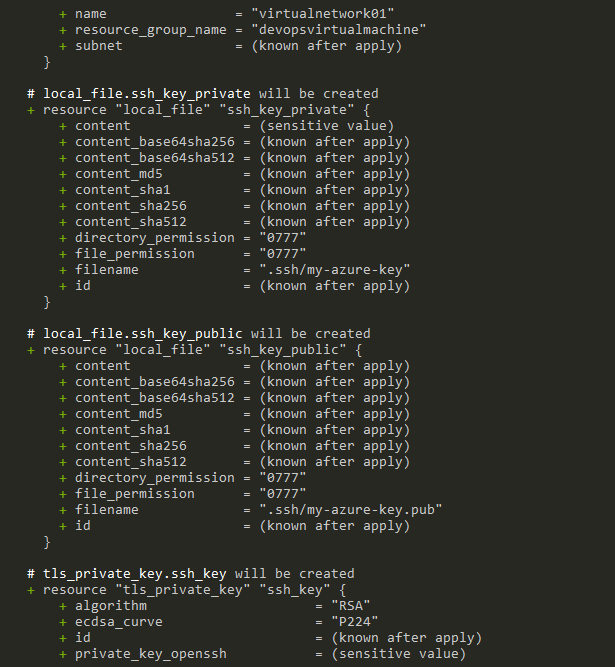 + name                = "virtualnetwork01"
+ resource_group_name = "devopsvirtualmachine"
+ subnet              = (known after apply)
}
# local_file.ssh_key_private will be created
+ resource "local_file" "ssh_key_private" {
+ content              = (sensitive value)
+ content_base64sha256 = (known after apply)
+ content_base64sha512 = (known after apply)
+ content_md5          = (known after apply)
+ content_sha1         = (known after apply)
+ content_sha256       = (known after apply)
+ content_sha512       = (known after apply)
+ directory_permission = "0777"
+ file_permission      = "0777"
+ filename             = ".ssh/my-azure-key"
+ id                   = (known after apply)
}
# local_file.ssh_key_public will be created
+ resource "local_file" "ssh_key_public" {
+ content              = (known after apply)
+ content_base64sha256 = (known after apply)
+ content_base64sha512 = (known after apply)
+ content_md5          = (known after apply)
+ content_sha1         = (known after apply)
+ content_sha256       = (known after apply)
+ content_sha512       = (known after apply)
+ directory_permission = "0777"
+ file_permission      = "0777"
+ filename             = ".ssh/my-azure-key.pub"
+ id                   = (known after apply)
}
# tls_private_key.ssh_key will be created
+ resource "tls_private_key" "ssh_key" {
+ algorithm                     = "RSA"
+ ecdsa_curve                   = "P224"
+ id                            = (known after apply)
+ private_key_openssh           = (sensitive value)